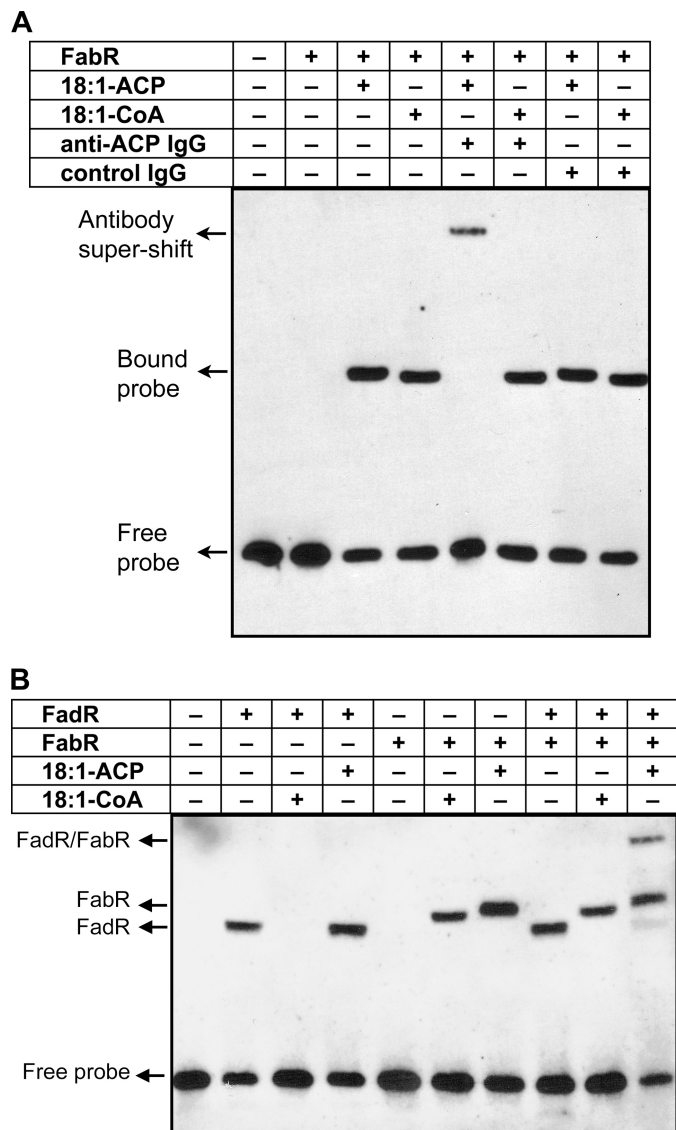 A
FabR – + + + + + + +
18:1-ACP – – + – + – + –
18:1-CoA – – – + – + – +
anti-ACP IgG – – – – + + – –
control IgG – – – – – – + +
Antibody
super-shift
Bound
probe
Free
probe
B
FadR – + + + – – – + + +
FabR – – – – + + + + + +
18:1-ACP – – – + – – + – – +
18:1-CoA – – + – – + – – + –
FadR/FabR
FabR
FadR
Free probe